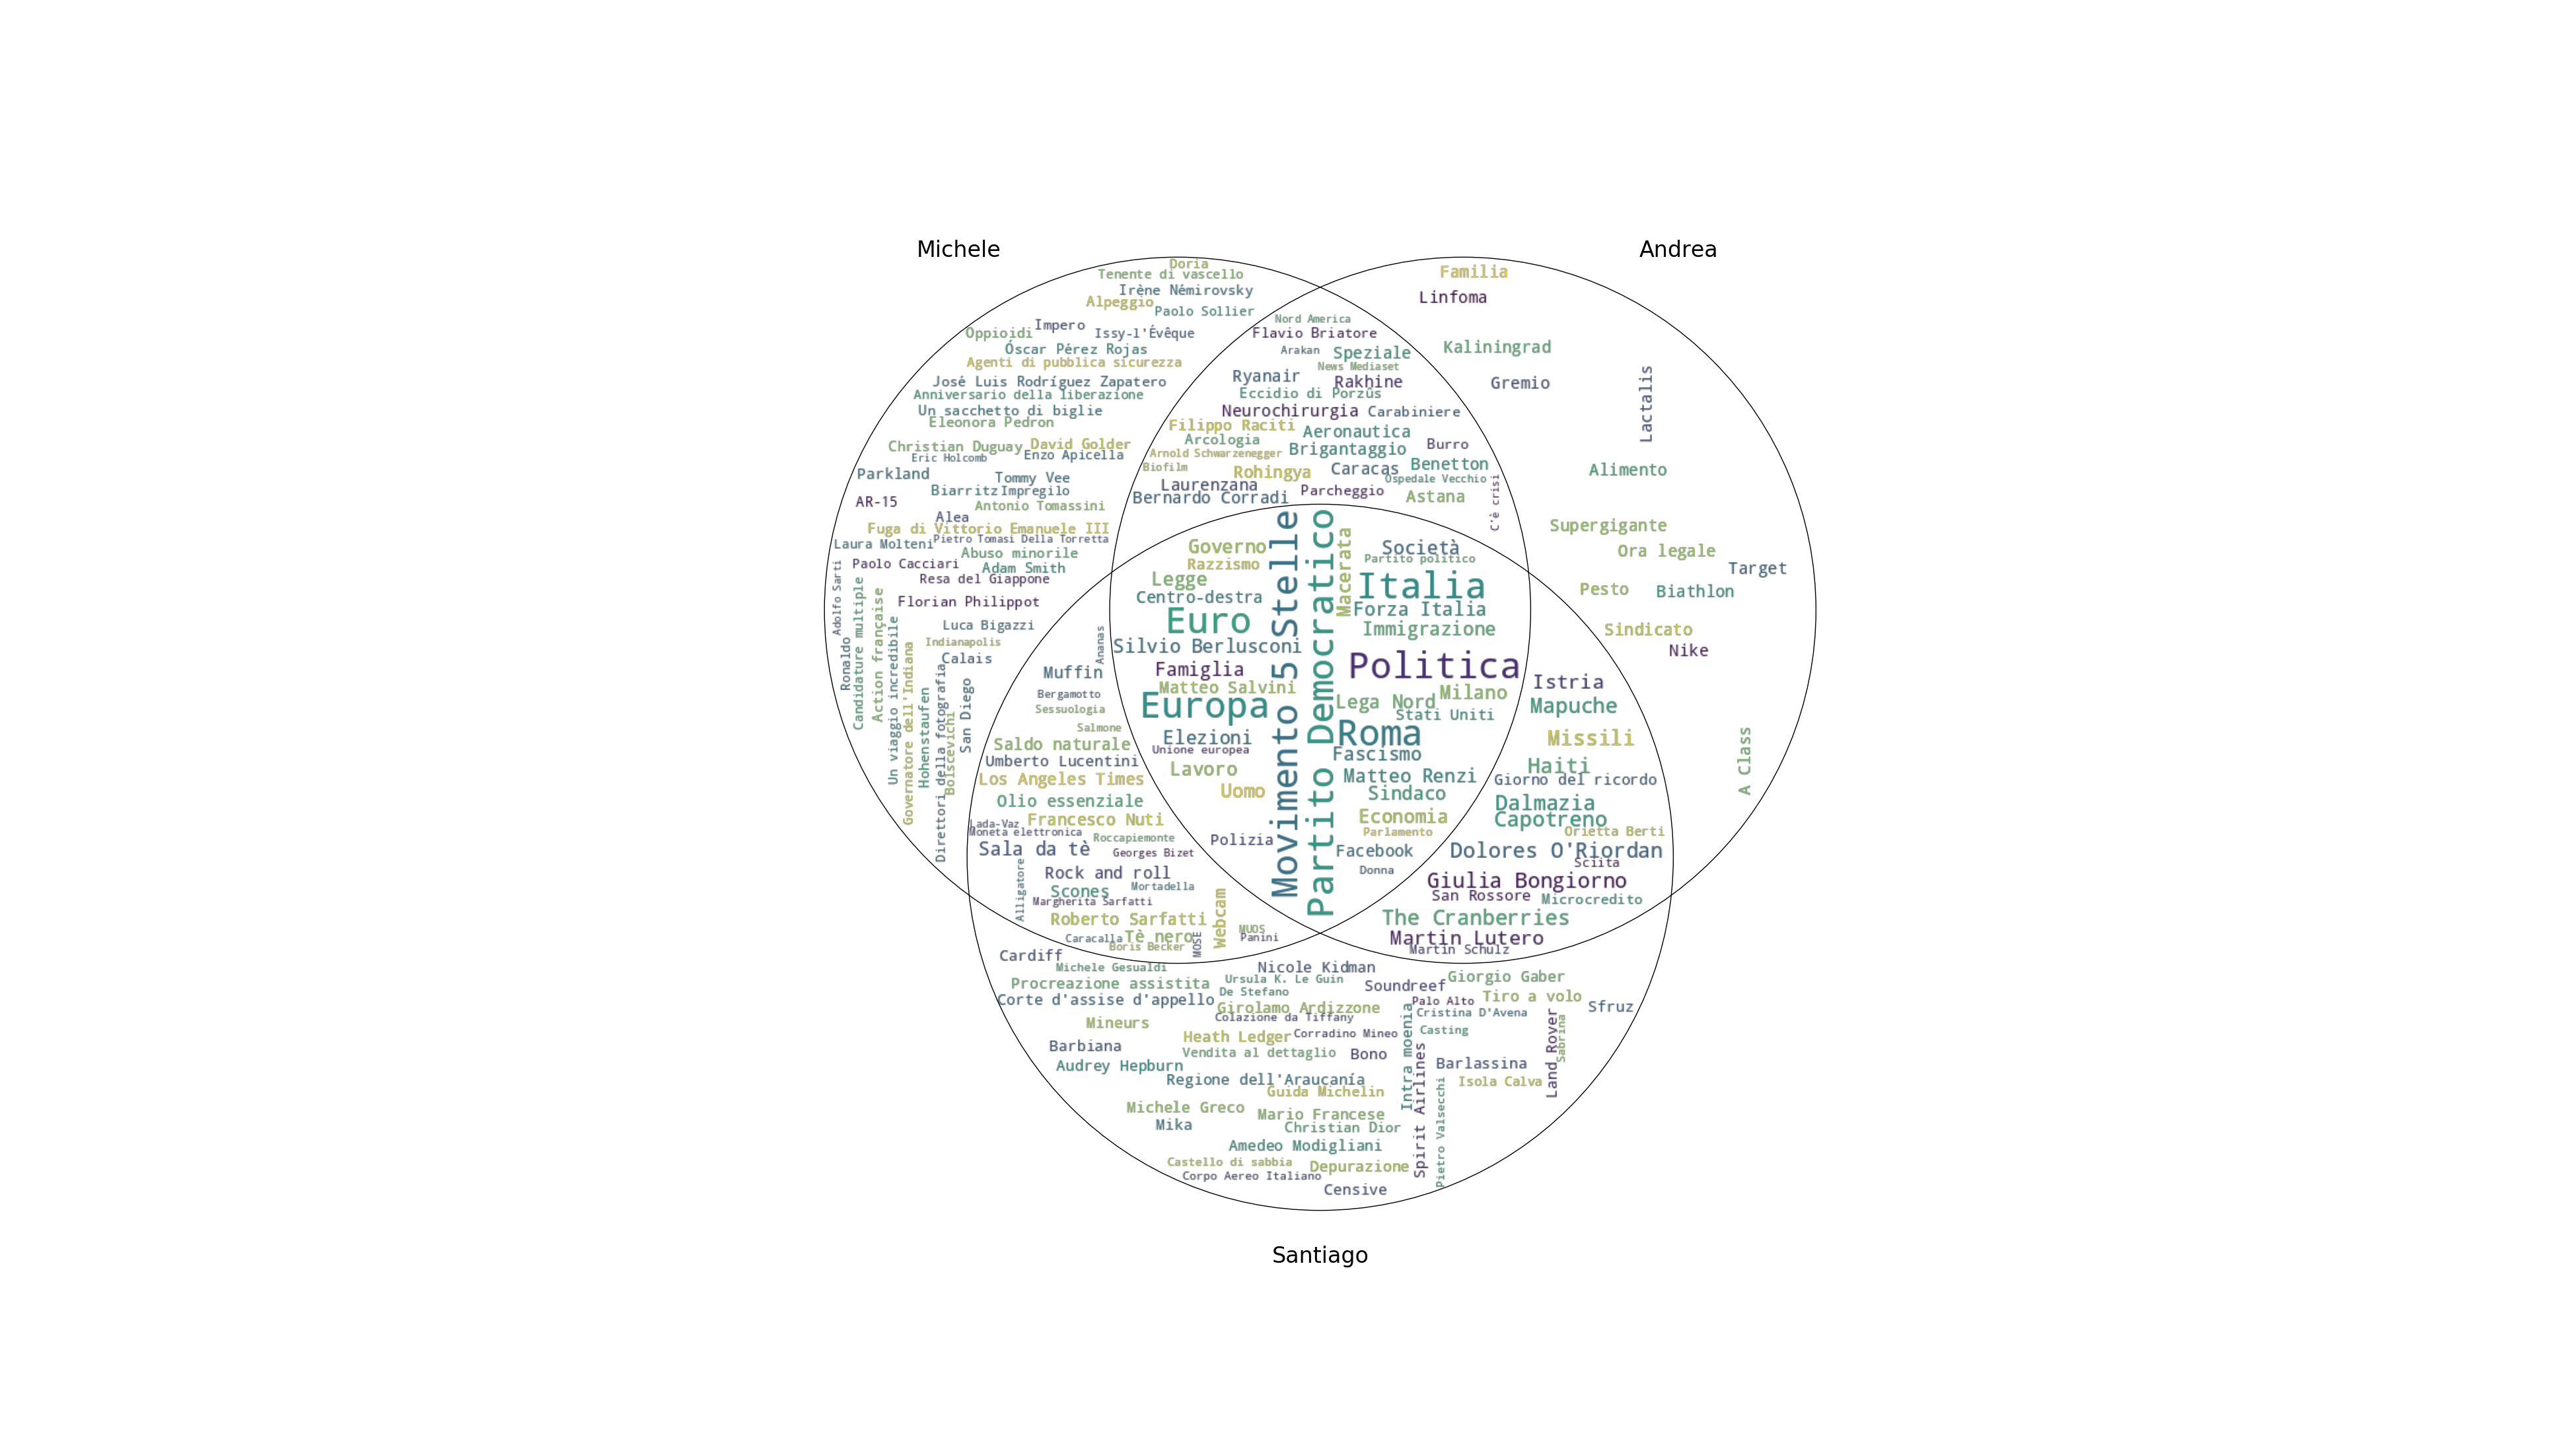 Michele
Andrea
Doria
Tenente di vascello
Irène Némirovsky
Alpeggio
Paolo Sollier
Impero
Oppioidi
Issy-l'Évêque
Óscar Pérez Rojas
Agenti di pubblica sicurezza
José Luis Rodríguez Zapatero
Anniversario della liberazione
Un sacchetto di biglie
Eleonora Pedron
Christian Duguay
David Golder
Eric Holcomb
Enzo Apicella
Parkland
Tommy Vee
Biarritz
Impregilo
AR-15
Antonio Tomassini
Alea
Fuga di Vittorio Emanuele III
Laura Molteni
Pietro Tomasi Della Torretta
Abuso minorile
Paolo Cacciari
Adam Smith
Resa del Giappone
Florian Philippot
Luca Bigazzi
Indianapolis
Calais
Adolfo Sarti
Ronaldo
Candidature multiple
Action française
Un viaggio incredibile
Governatore dell'Indiana
Hohenstaufen
Direttori della fotografia
Bolscevichi
San Diego
Nord America
Flavio Briatore
Arakan
Speziale
News Mediaset
Ryanair
Rakhine
Eccidio di Porzûs
Neurochirurgia
Carabiniere
Filippo Raciti
Aeronautica
Arcologia
Brigantaggio
Burro
Arnold Schwarzenegger
Biofilm
Rohingya
Caracas
Benetton
Ospedale Vecchio
Laurenzana
Parcheggio
Bernardo Corradi
Astana
C'è crisi
Familia
Linfoma
Kaliningrad
Gremio
Lactalis
Alimento
Supergigante
Ora legale
Target
Pesto
Biathlon
Sindicato
Nike
A Class
Governo
Razzismo
Legge
Centro-destra
Euro
Silvio Berlusconi
Famiglia
Matteo Salvini
Europa
Elezioni
Unione europea
Lavoro
Uomo
Polizia
Movimento 5 Stelle
Partito Democratico
Macerata
Società
Partito politico
Italia
Forza Italia
Immigrazione
Politica
Milano
Lega Nord
Stati Uniti
Roma
Fascismo
Matteo Renzi
Sindaco
Economia
Parlamento
Facebook
Donna
Ananas
Muffin
Bergamotto
Sessuologia
Salmone
Saldo naturale
Umberto Lucentini
Los Angeles Times
Olio essenziale
Francesco Nuti
Lada-Vaz
Moneta elettronica
Roccapiemonte
Sala da tè
Georges Bizet
Rock and roll
Mortadella
Scones
Margherita Sarfatti
Alligatore
Roberto Sarfatti
Webcam
Caracalla
Tè nero
Boris Becker
MOSE
MUOS
Panini
Istria
Mapuche
Missili
Haiti
Giorno del ricordo
Dalmazia
Capotreno
Orietta Berti
Dolores O'Riordan
Sciita
Giulia Bongiorno
San Rossore
Microcredito
The Cranberries
Martin Lutero
Martin Schulz
Cardiff
Michele Gesualdi
Nicole Kidman
Giorgio Gaber
Procreazione assistita
Ursula K. Le Guin
Soundreef
De Stefano
Corte d'assise d'appello
Palo Alto
Tiro a volo
Girolamo Ardizzone
Sfruz
Cristina D'Avena
Colazione da Tiffany
Mineurs
Casting
Heath Ledger
Corradino Mineo
Barbiana
Vendita al dettaglio
Bono
Intra moenia
Land Rover
Sabrina
Audrey Hepburn
Barlassina
Regione dell'Araucanía
Isola Calva
Guida Michelin
Spirit Airlines
Pietro Valsecchi
Michele Greco
Mario Francese
Mika
Christian Dior
Amedeo Modigliani
Castello di sabbia
Depurazione
Corpo Aereo Italiano
Censive
Santiago